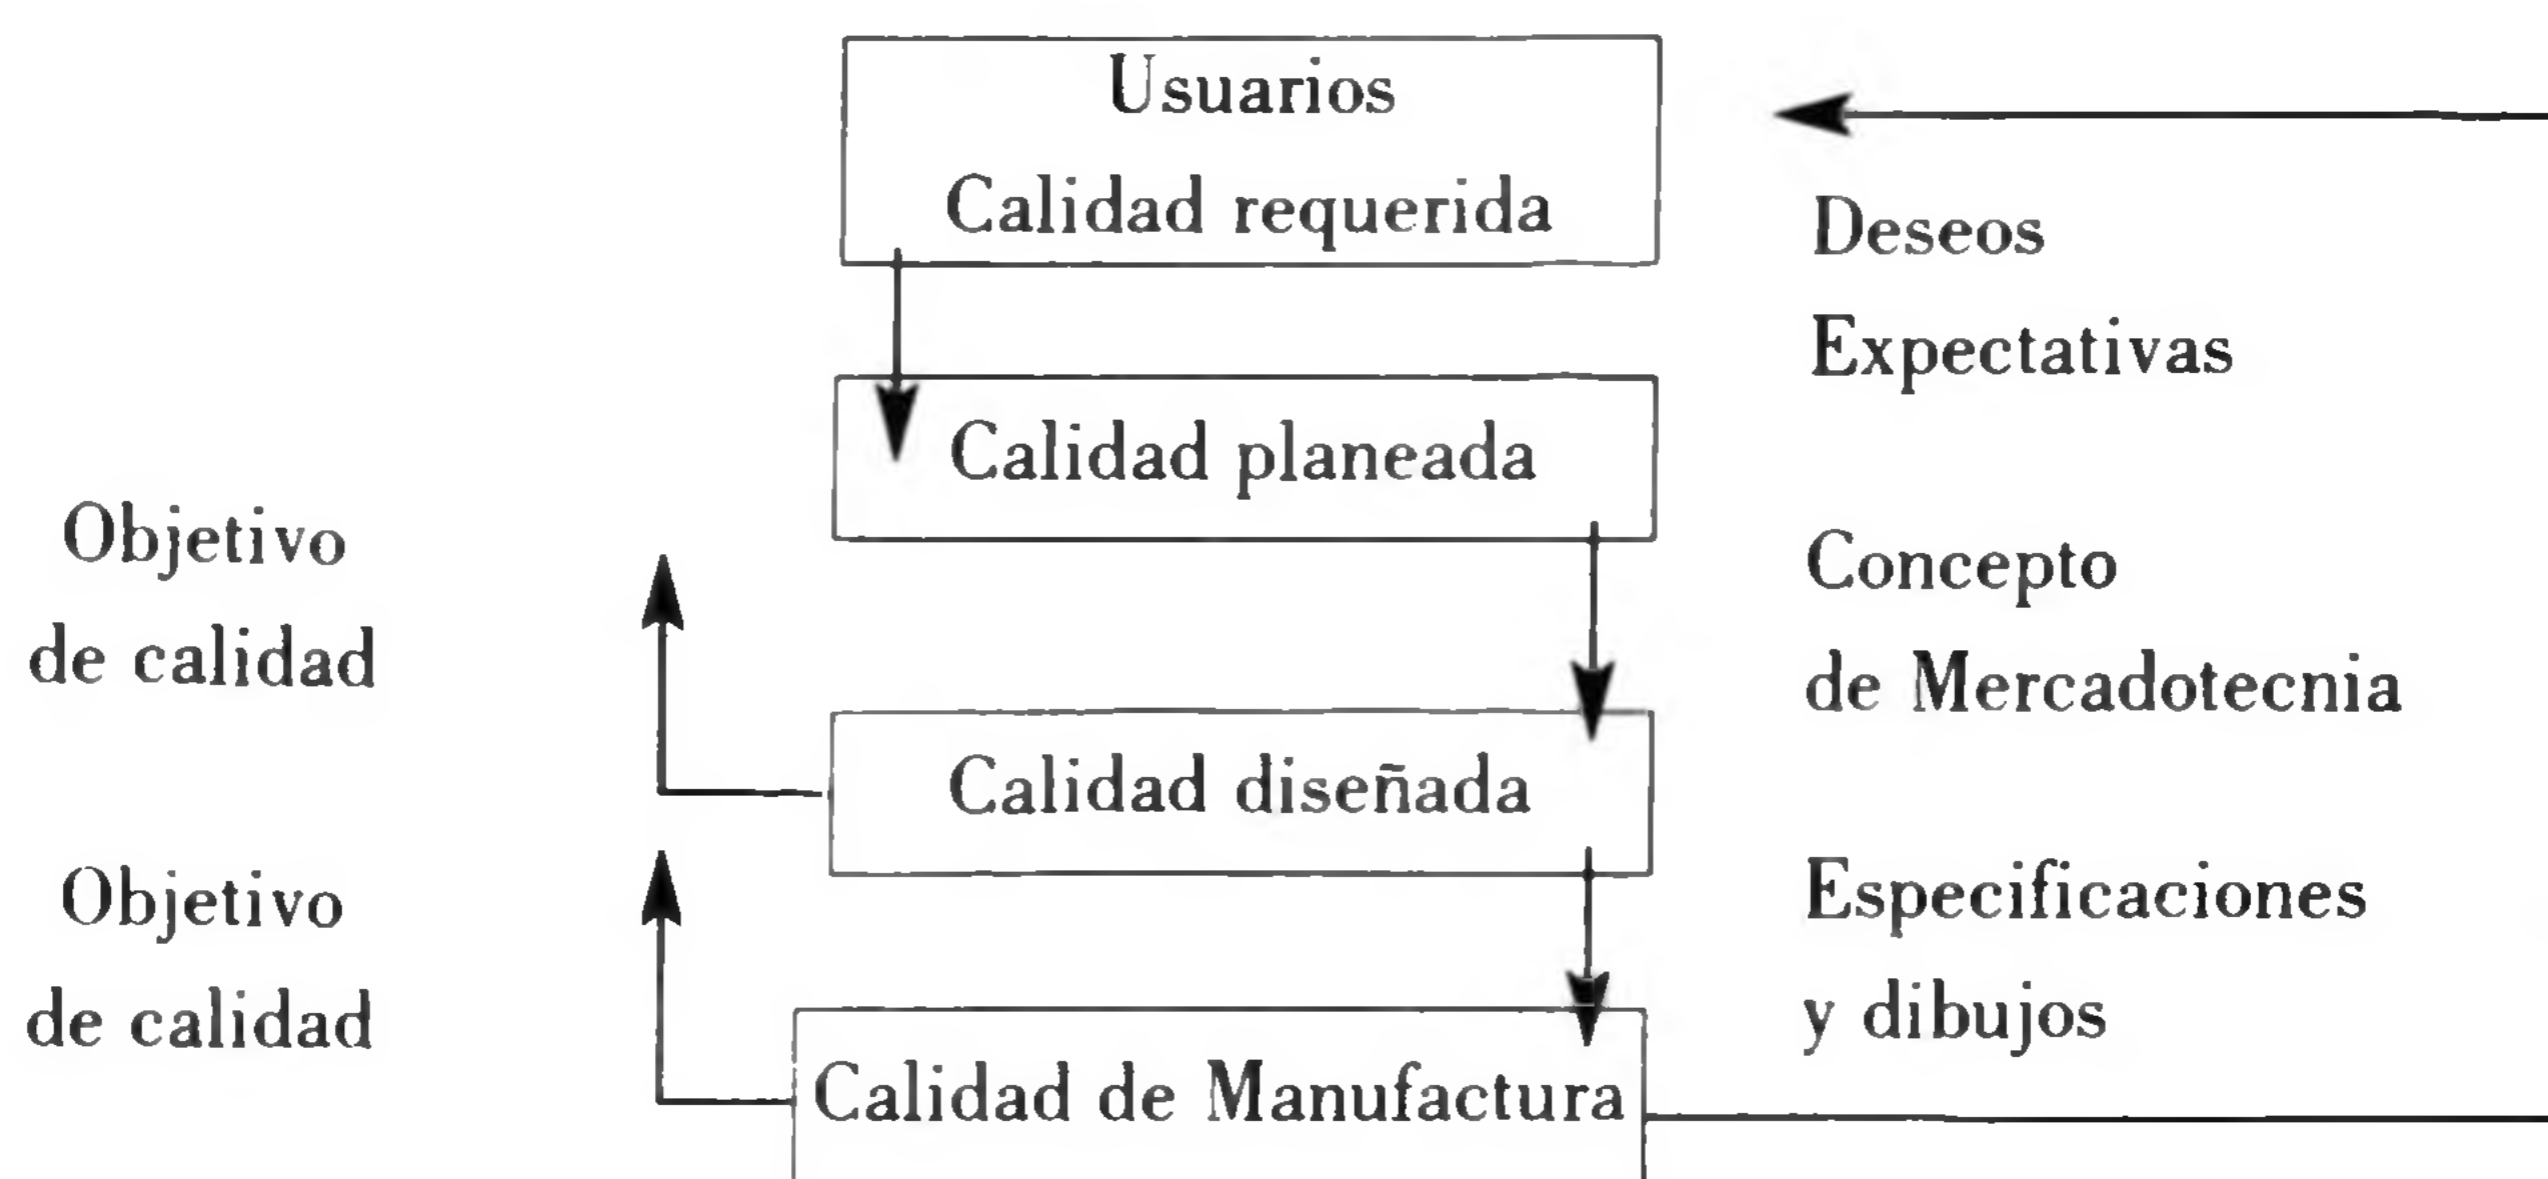 Usuarios
Calidad requerida
Deseos
Expectativas
Calidad planeada
Objetivo
de calidad
Concepto
de Mercadotecnia
Calidad diseñada
Objetivo
de calidad
Especificaciones
y dibujos
Calidad de Manufactura